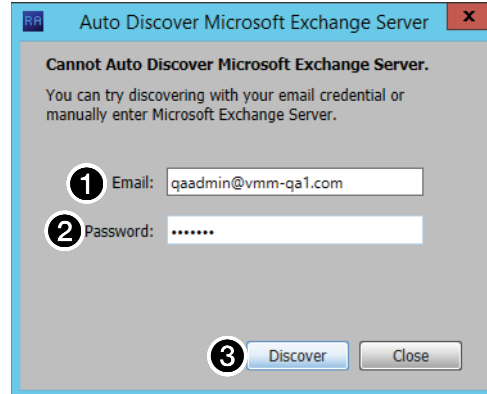 RA Auto Discover Microsoft Exchange Server x
Cannot Auto Discover Microsoft Exchange Server.
You can try discovering with your email credential or
manually enter Microsoft Exchange Server.
1 Email: qaadmin@vmm-qa1.com
2 Password: •••••••
3 Discover Close